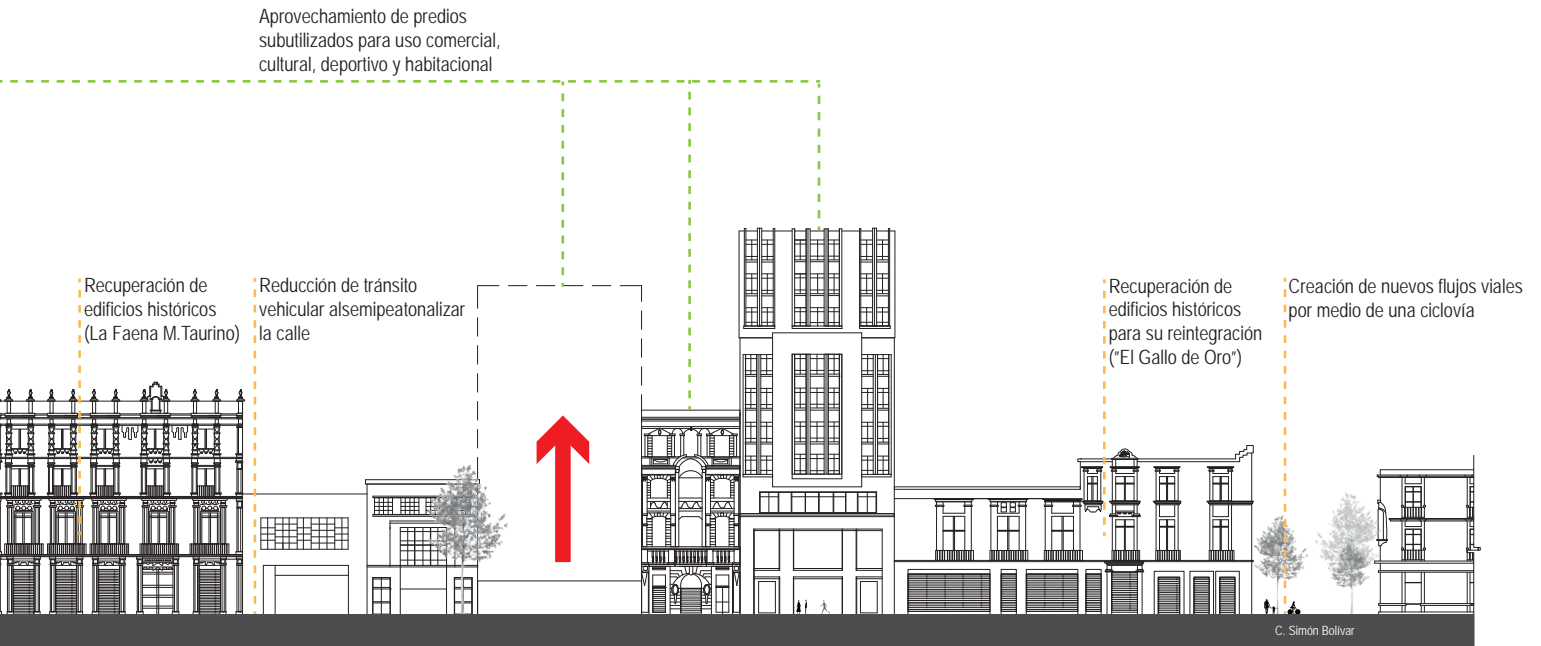 Aprovechamiento de predios
subutilizados para uso comercial,
cultural, deportivo y habitacional
Recuperación de
edificios históricos
(La Faena M.Taurino)
Reducción de tránsito
vehicular alsemipeatonalizar
la calle
Recuperación de
edificios históricos
para su reintegración
("El Gallo de Oro")
Creación de nuevos flujos viales
por medio de una ciclovía
C. Simón Bolívar